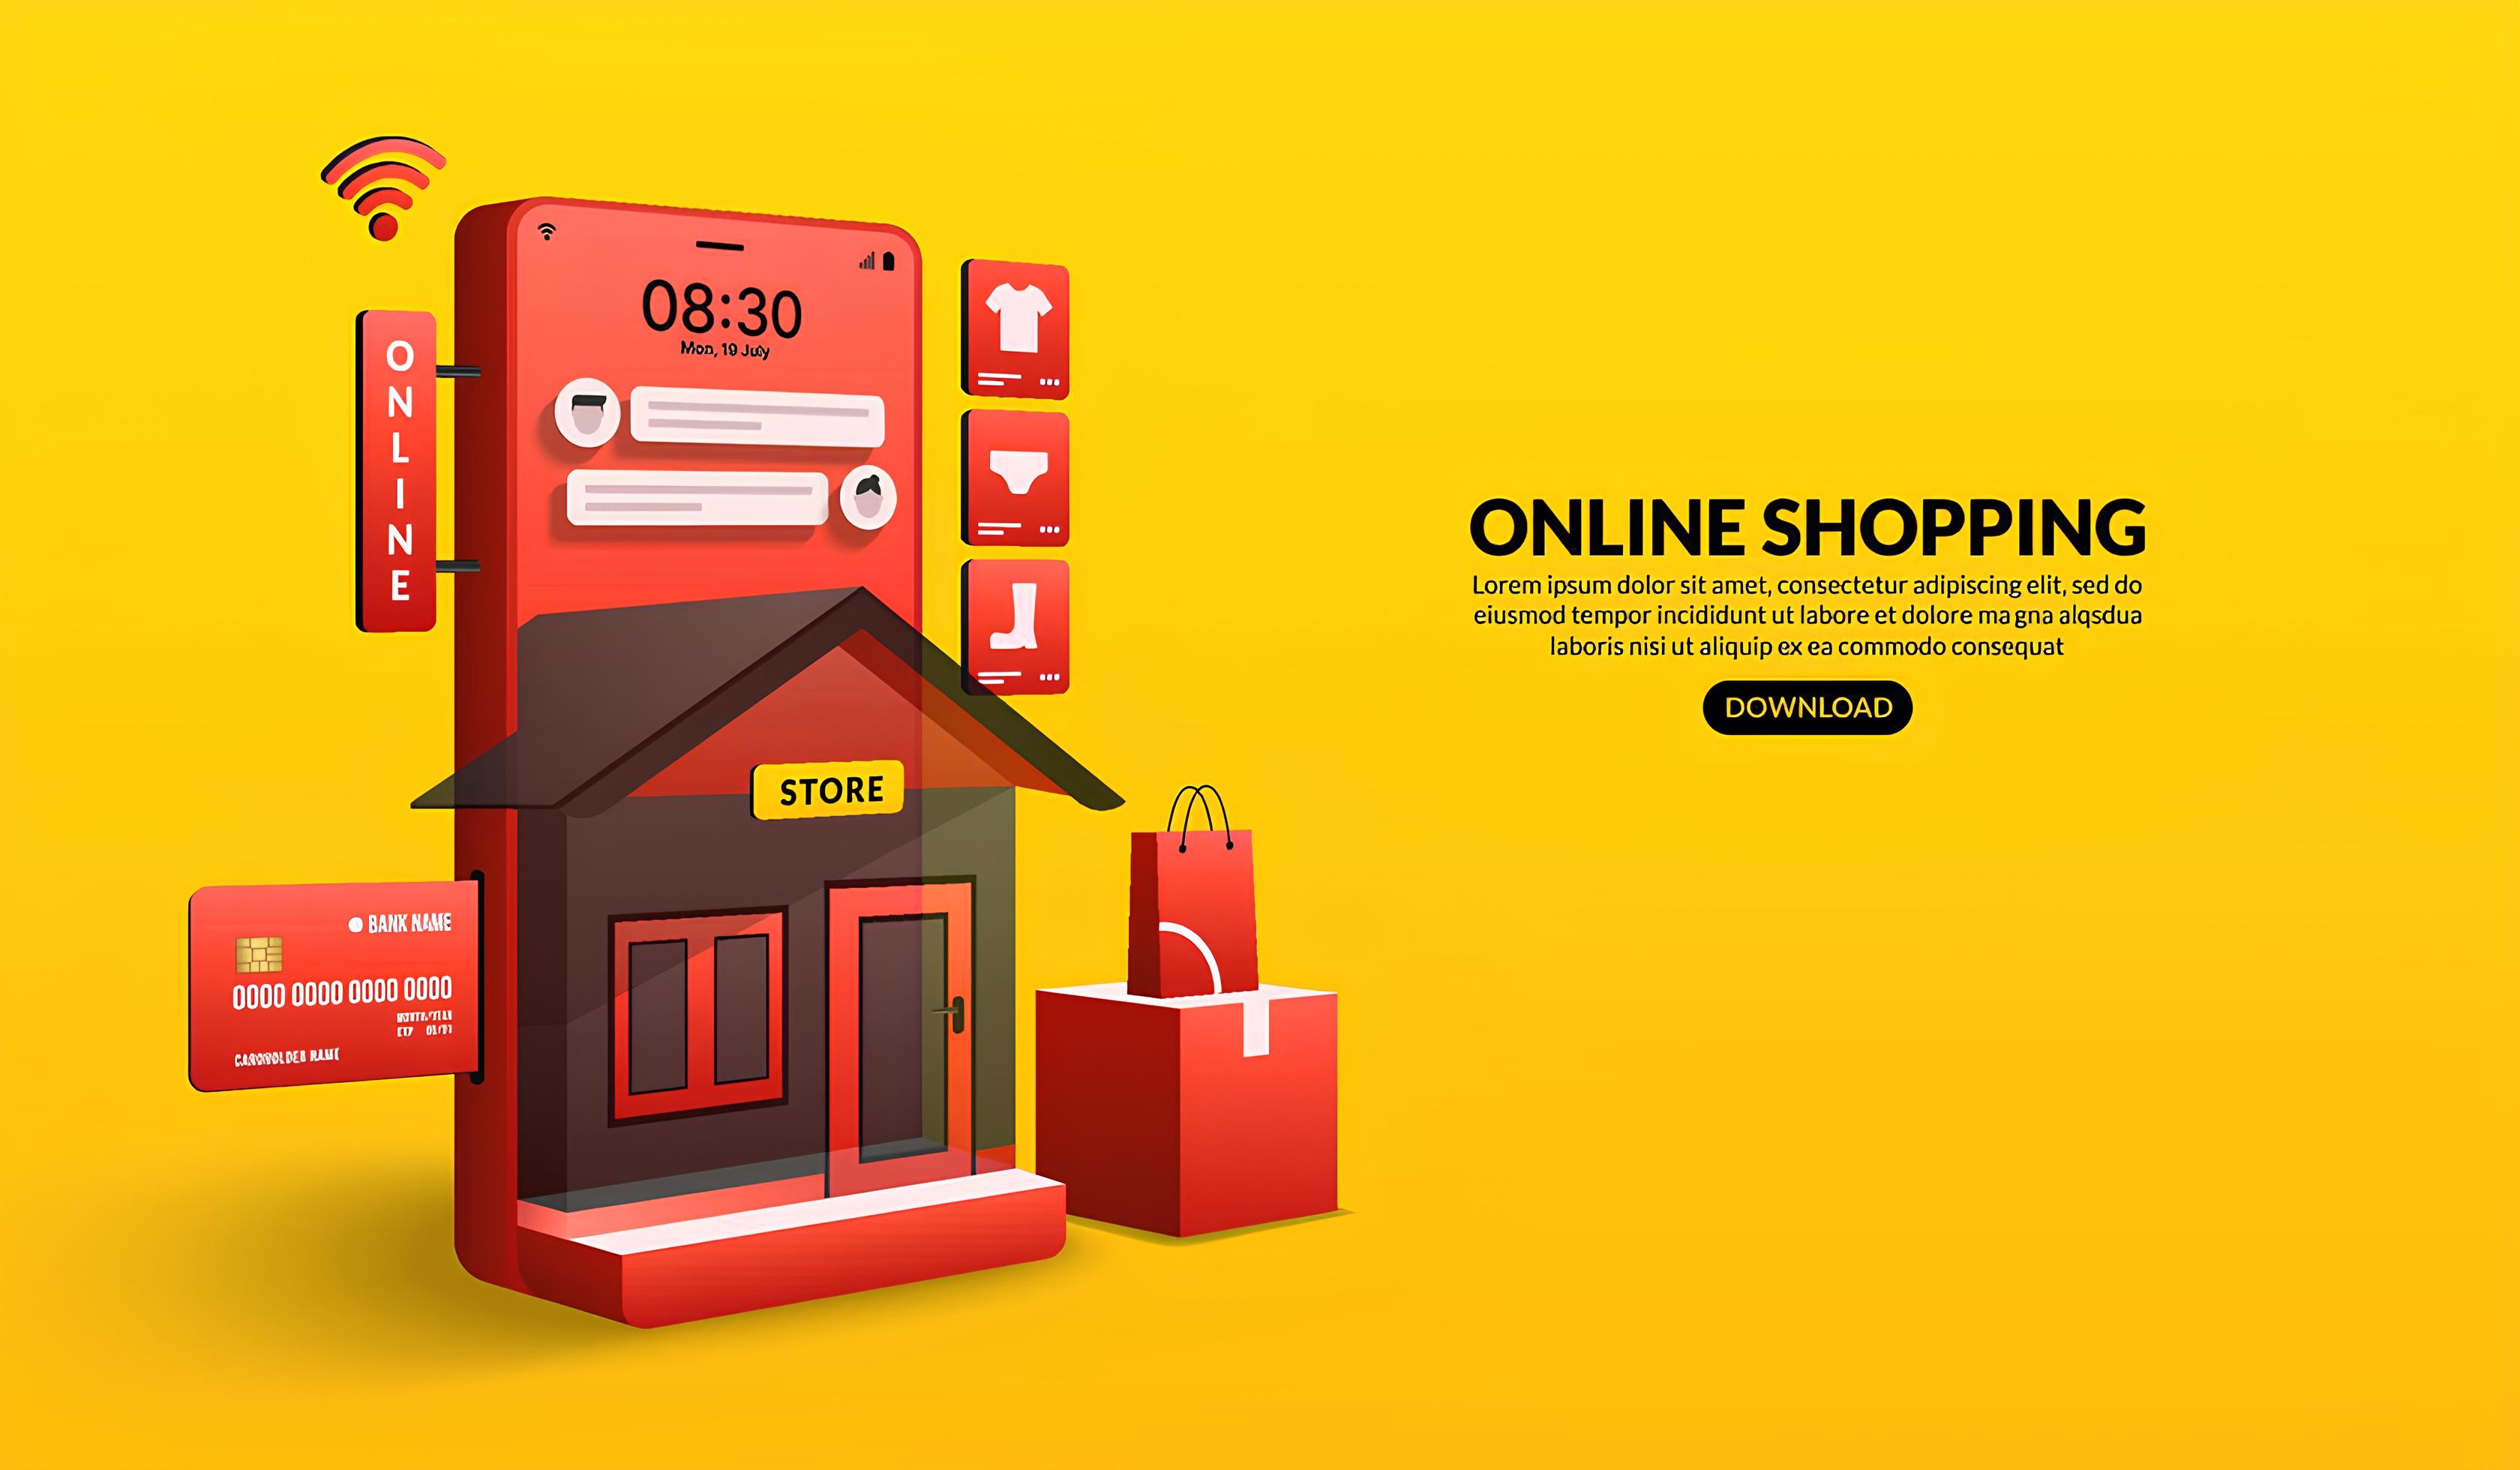 08:30
Mon, 19 July
ONLINE
STORE
BANK NAME
0000 0000 0000 0000
CARDHOLDER NAME
ONLINE SHOPPING
Lorem ipsum dolor sit amet, consectetur adipiscing elit, sed do
eiusmod tempor incididunt ut labore et dolore ma gna alqsdua
laboris nisi ut aliquip ex ea commodo consequat
DOWNLOAD